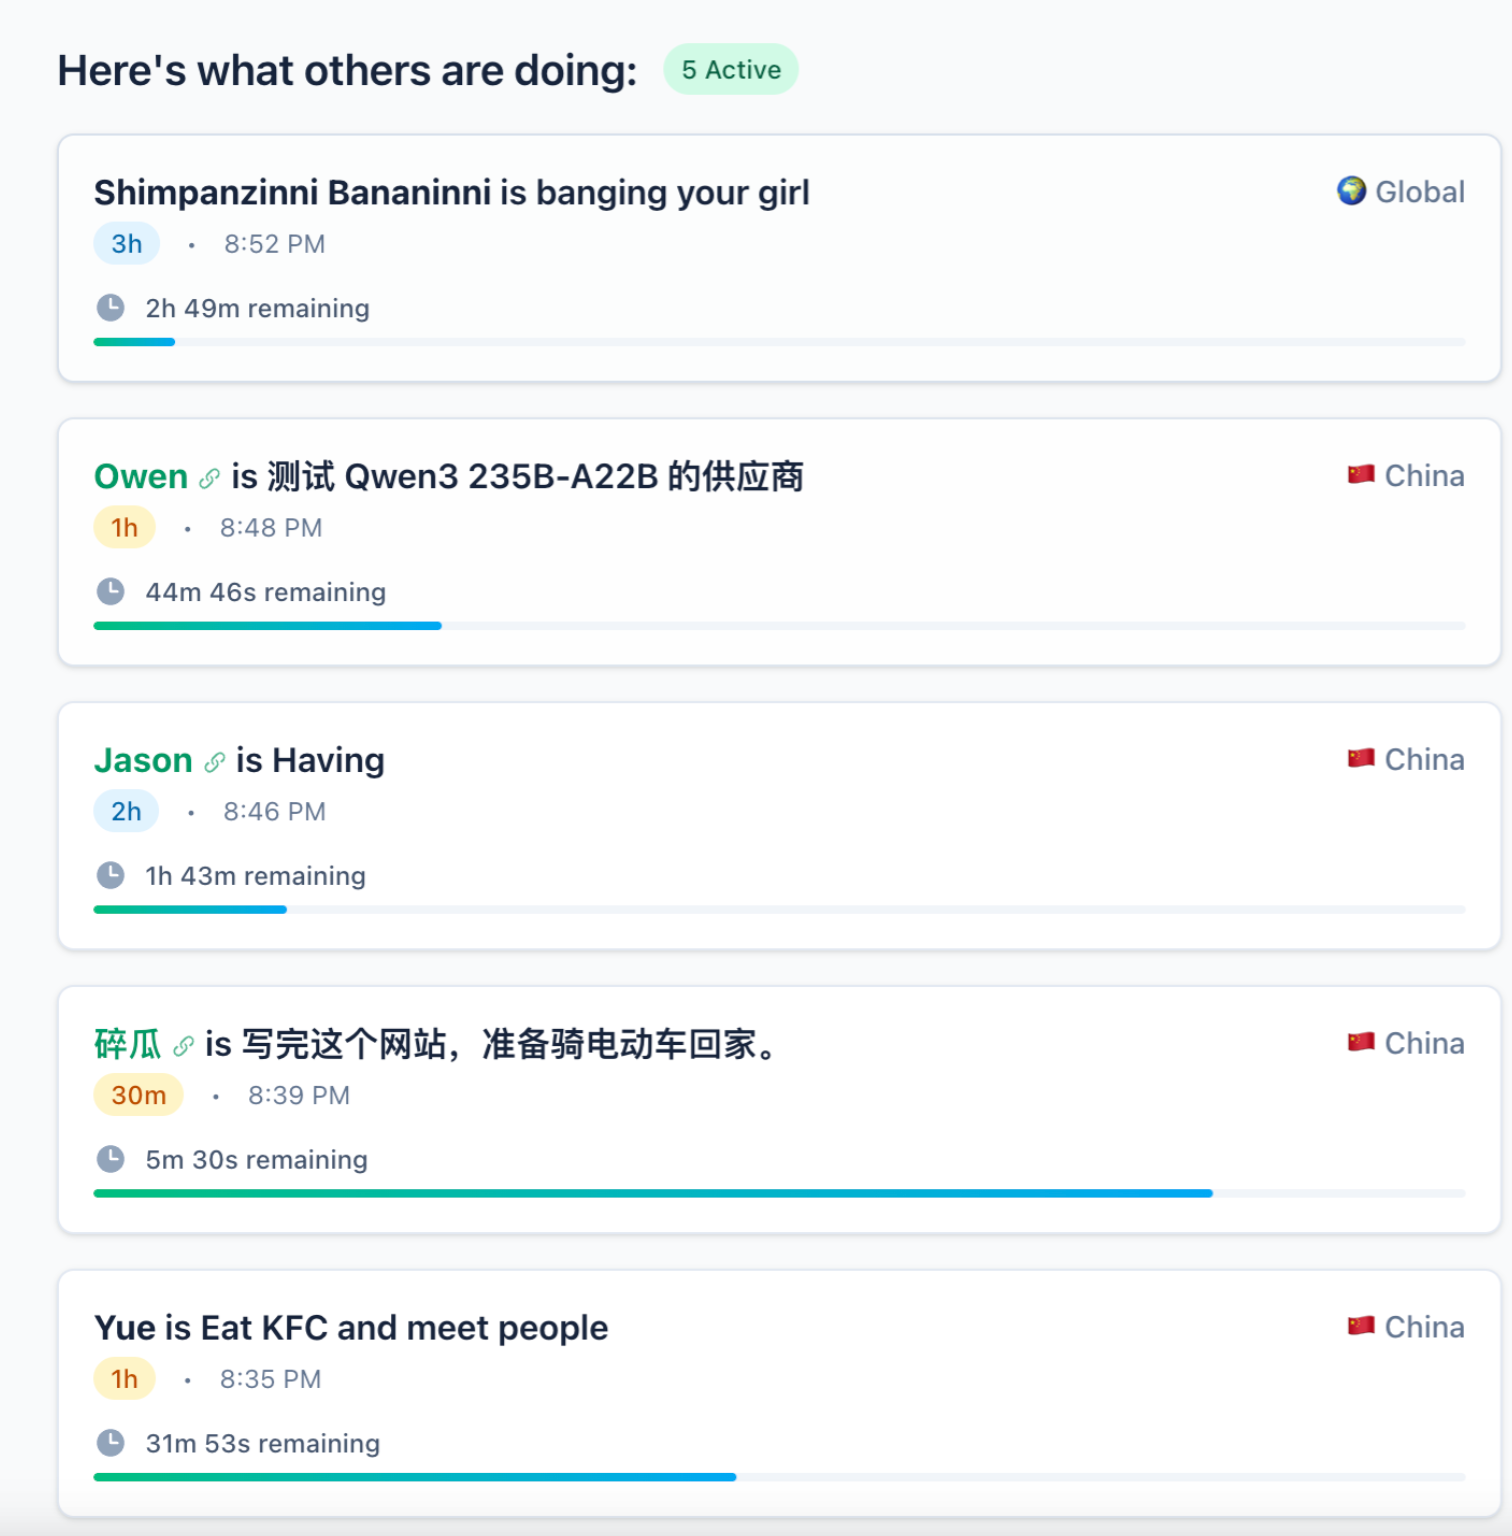 Here's what others are doing: 5 Active
Shimpanzinni Bananinni is banging your girl
Global
3h · 8:52 PM
2h 49m remaining
Owen is 测试 Qwen3 235B-A22B 的供应商
China
1h · 8:48 PM
44m 46s remaining
Jason is Having
China
2h · 8:46 PM
1h 43m remaining
碎瓜 is 写完这个网站，准备骑电动车回家。
China
30m · 8:39 PM
5m 30s remaining
Yue is Eat KFC and meet people
China
1h · 8:35 PM
31m 53s remaining